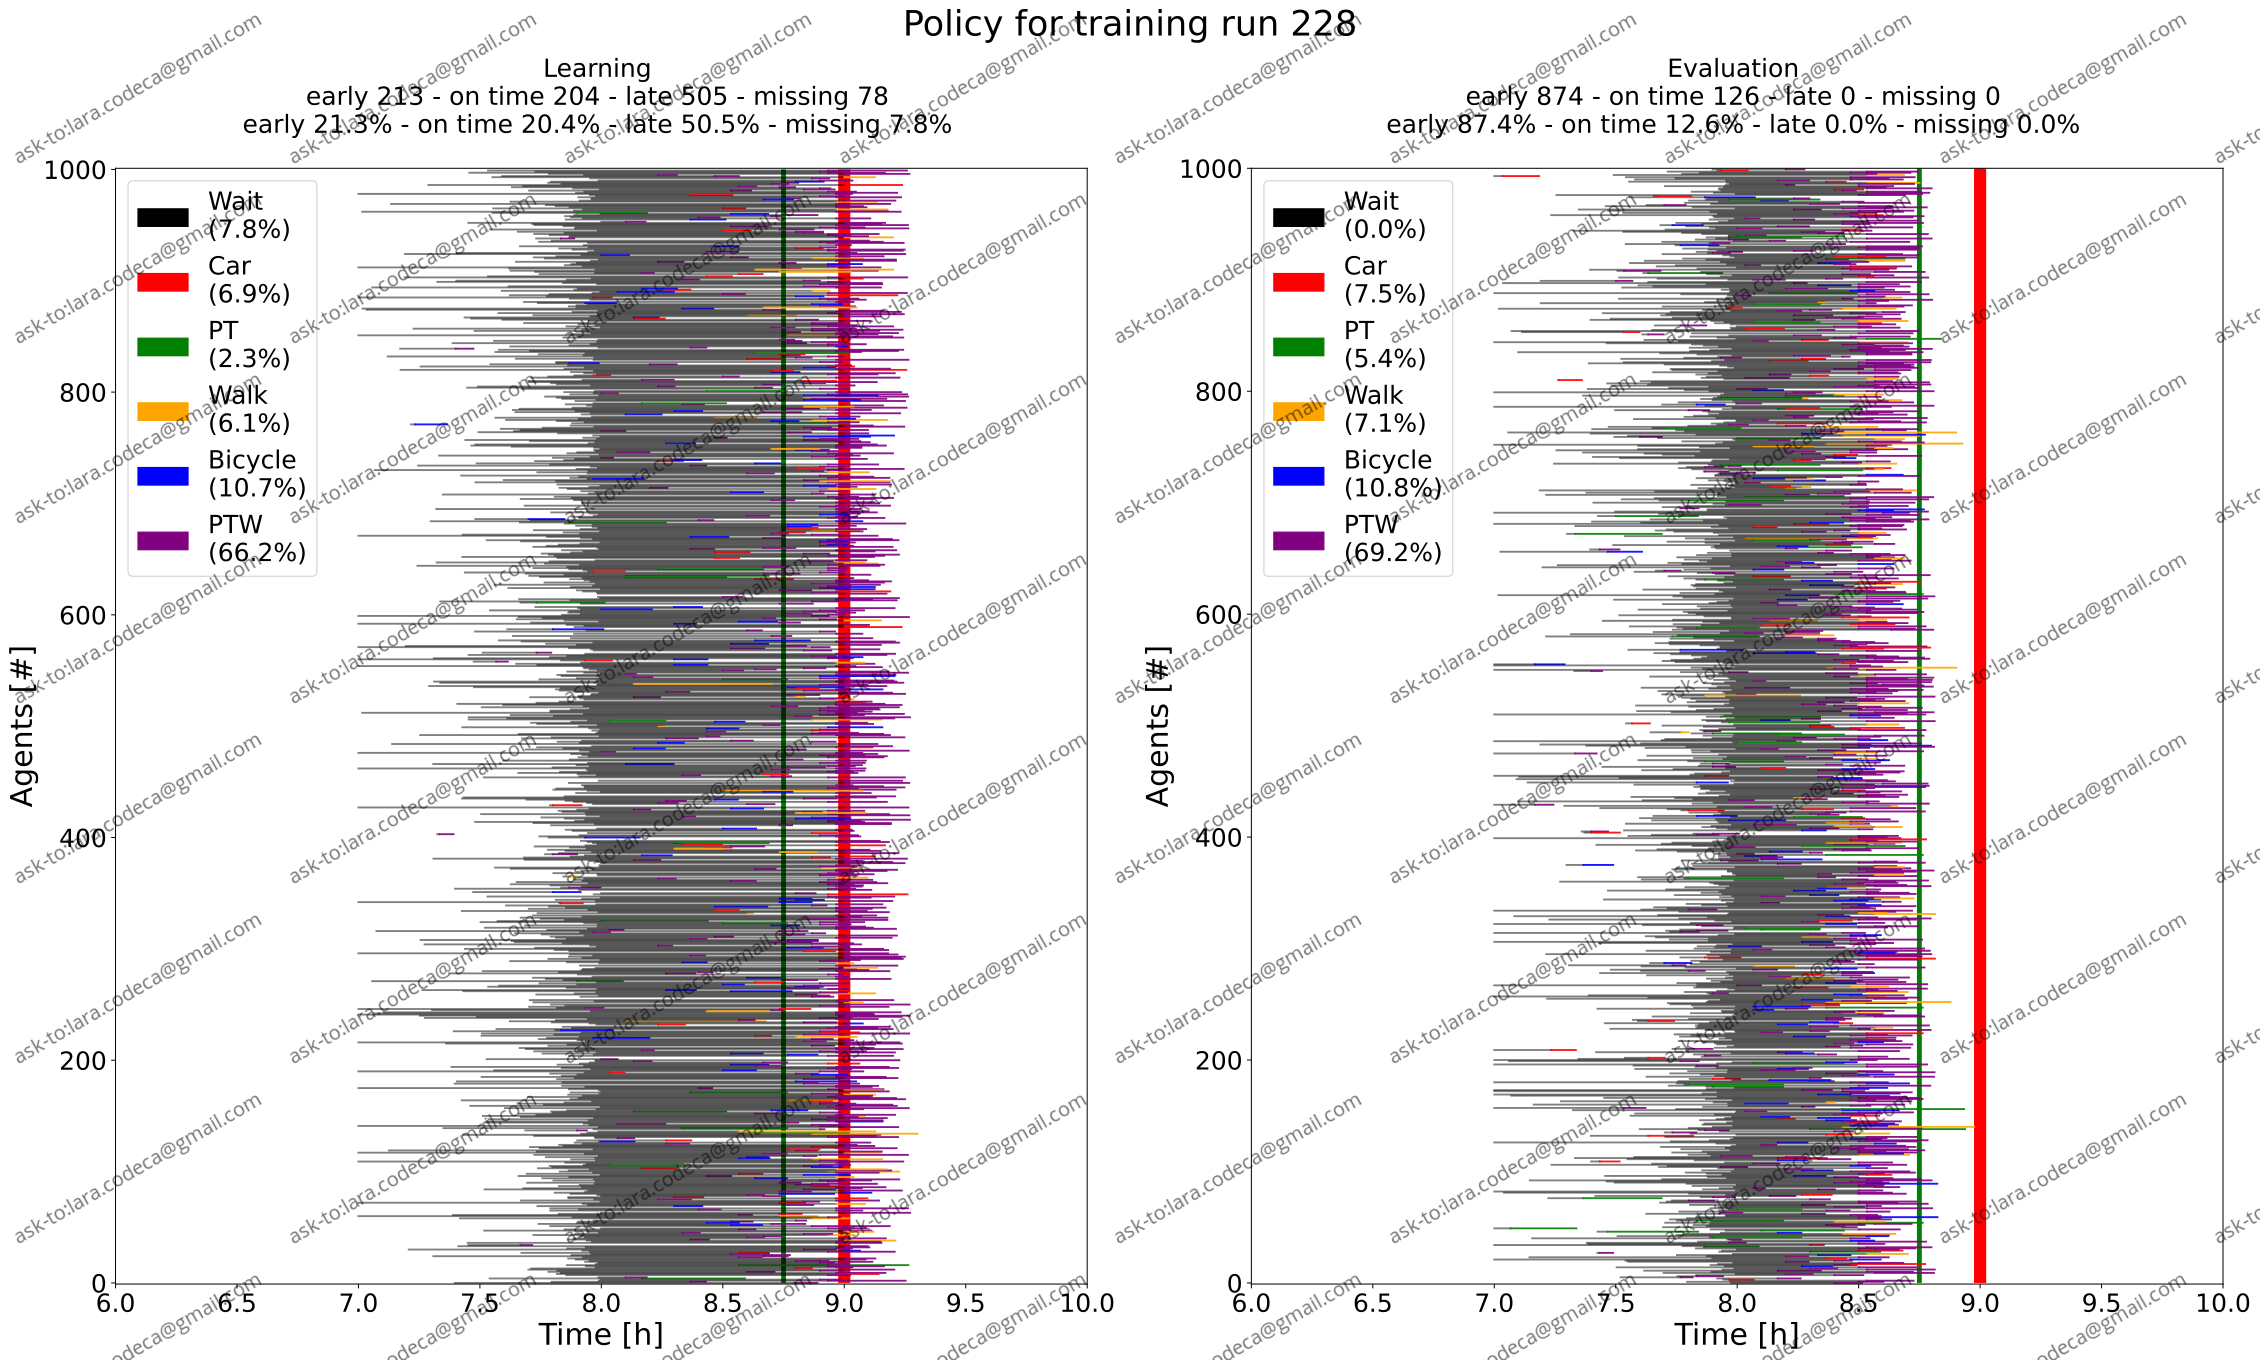 Policy for training run 228
Learning
early 213 - on time 204 - late 505 - missing 78
early 21.3% - on time 20.4% - late 50.5% - missing 7.8%
1000
800
600
400
200
0
Agents [#]
Wait
(7.8%)
Car
(6.9%)
PT
(2.3%)
Walk
(6.1%)
Bicycle
(10.7%)
PTW
(66.2%)
6.0 6.5 7.0 7.5 8.0 8.5 9.0 9.5 10.0
Time [h]
Evaluation
early 874 - on time 126 - late 0 - missing 0
early 87.4% - on time 12.6% - late 0.0% - missing 0.0%
1000
800
600
400
200
0
Agents [#]
Wait
(0.0%)
Car
(7.5%)
PT
(5.4%)
Walk
(7.1%)
Bicycle
(10.8%)
PTW
(69.2%)
6.0 6.5 7.0 7.5 8.0 8.5 9.0 9.5 10.0
Time [h]
ask-to:lara.codeca@gmail.com